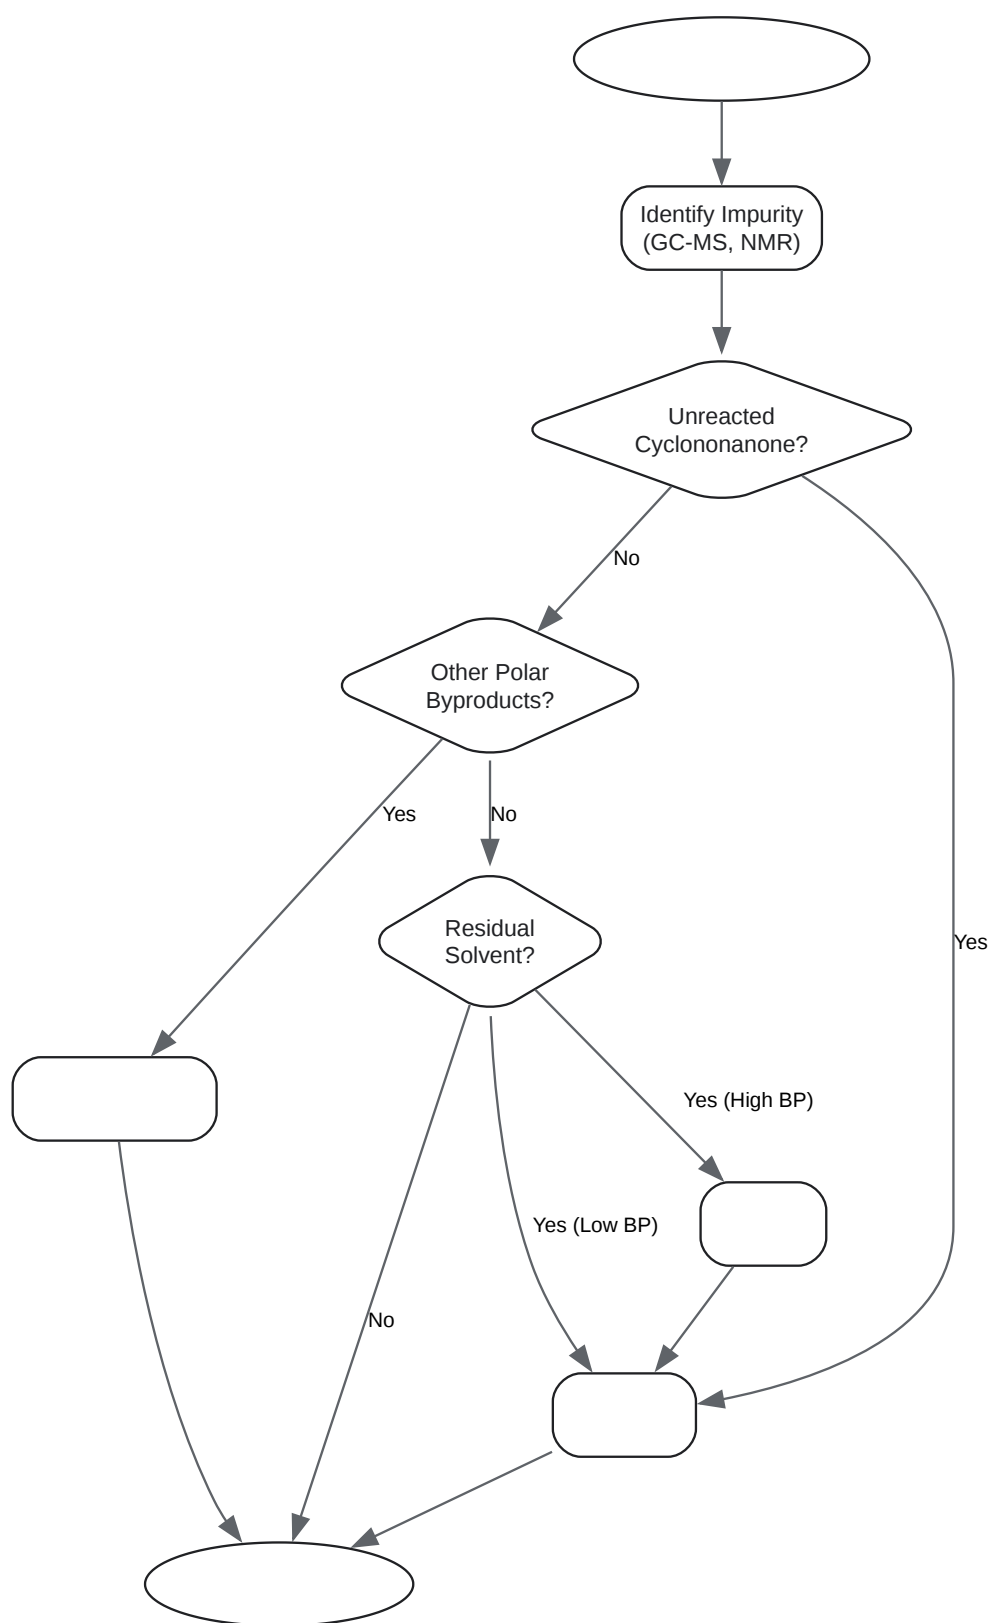 Identify Impurity
(GC-MS, NMR)
Unreacted
Cyclononanone?
No
Other Polar
Byproducts?
Yes
No
Residual
Solvent?
Yes
Yes (High BP)
Yes (Low BP)
No